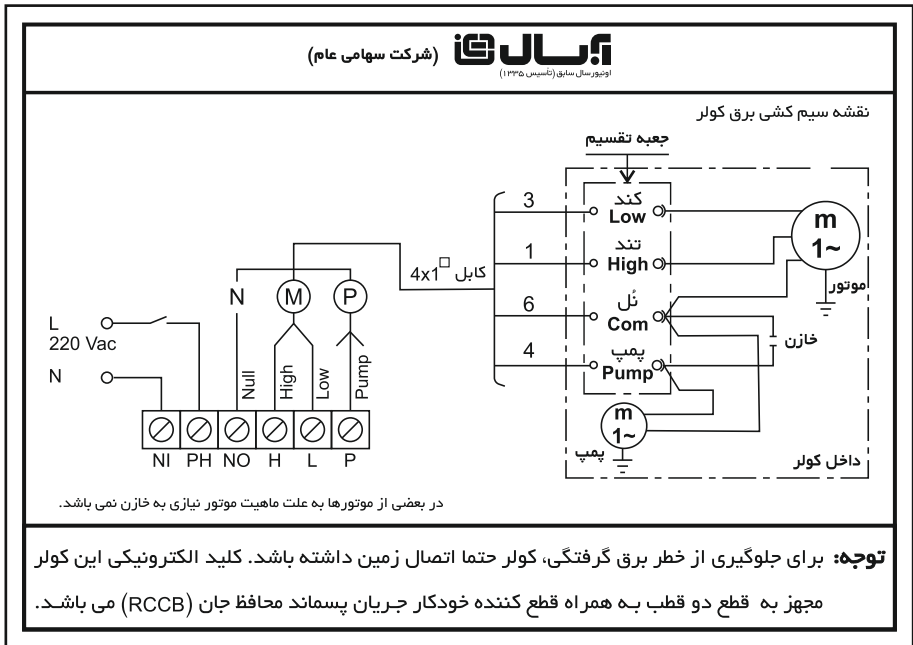 آبسال (شرکت سهامی عام)
اونیورسال سابق (تأسیس ۱۳۳۵)
نقشه سیم کشی برق کولر
جعبه تقسیم
3
کند
Low
m
1~
موتور
1
تند
High
کابل 4x1□
6
نُل
Com
خازن
4
پمپ
Pump
m
1~
پمپ
داخل کولر
N
M
P
L
220 Vac
N
Null
High
Low
Pump
NI PH NO H L P
در بعضی از موتورها به علت ماهیت موتور نیازی به خازن نمی باشد.
توجه: برای جلوگیری از خطر برق گرفتگی، کولر حتما اتصال زمین داشته باشد. کلید الکترونیکی این کولر
مجهز به قطع دو قطب به همراه قطع کننده خودکار جریان پسماند محافظ جان (RCCB) می باشد.